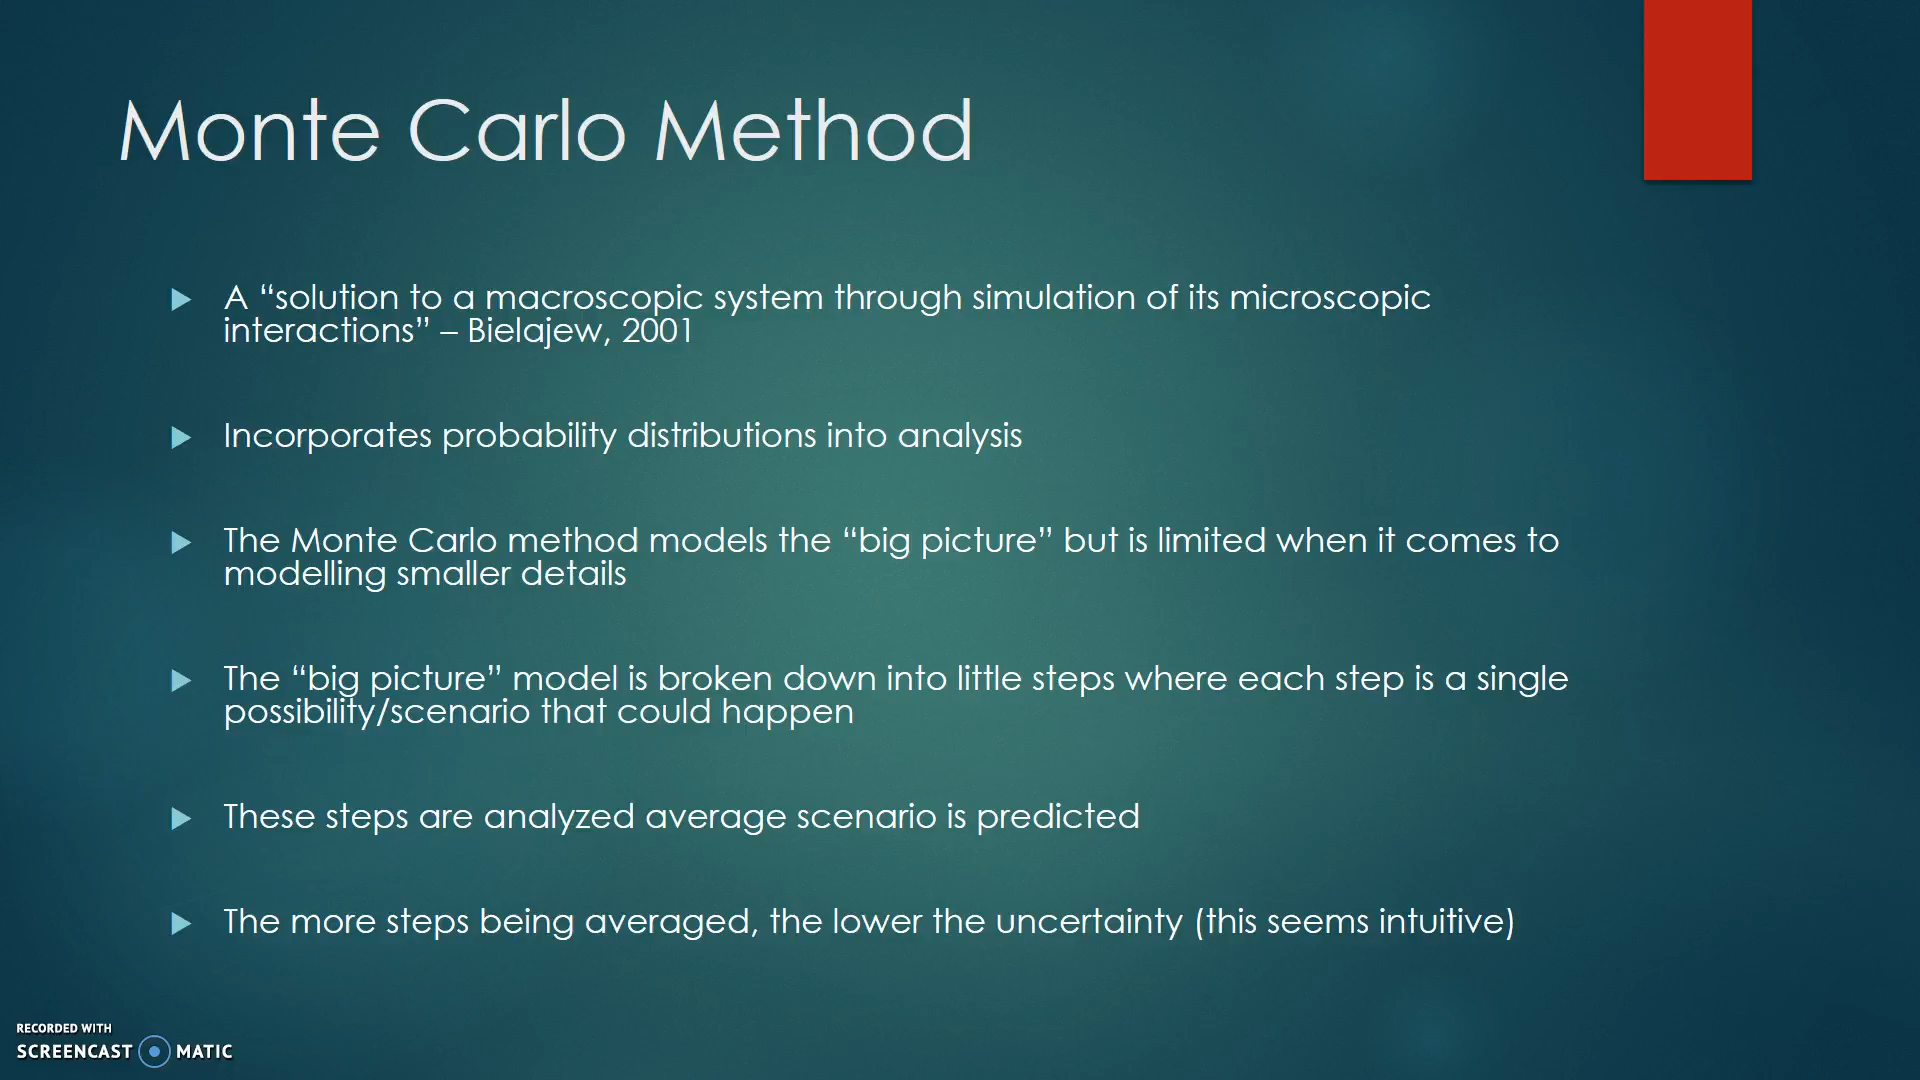 Monte Carlo Method
A “solution to a macroscopic system through simulation of its microscopic
interactions” – Bielajew, 2001
Incorporates probability distributions into analysis
The Monte Carlo method models the “big picture” but is limited when it comes to
modelling smaller details
The “big picture” model is broken down into little steps where each step is a single
possibility/scenario that could happen
These steps are analyzed average scenario is predicted
The more steps being averaged, the lower the uncertainty (this seems intuitive)
RECORDED WITH
SCREENCAST MATIC